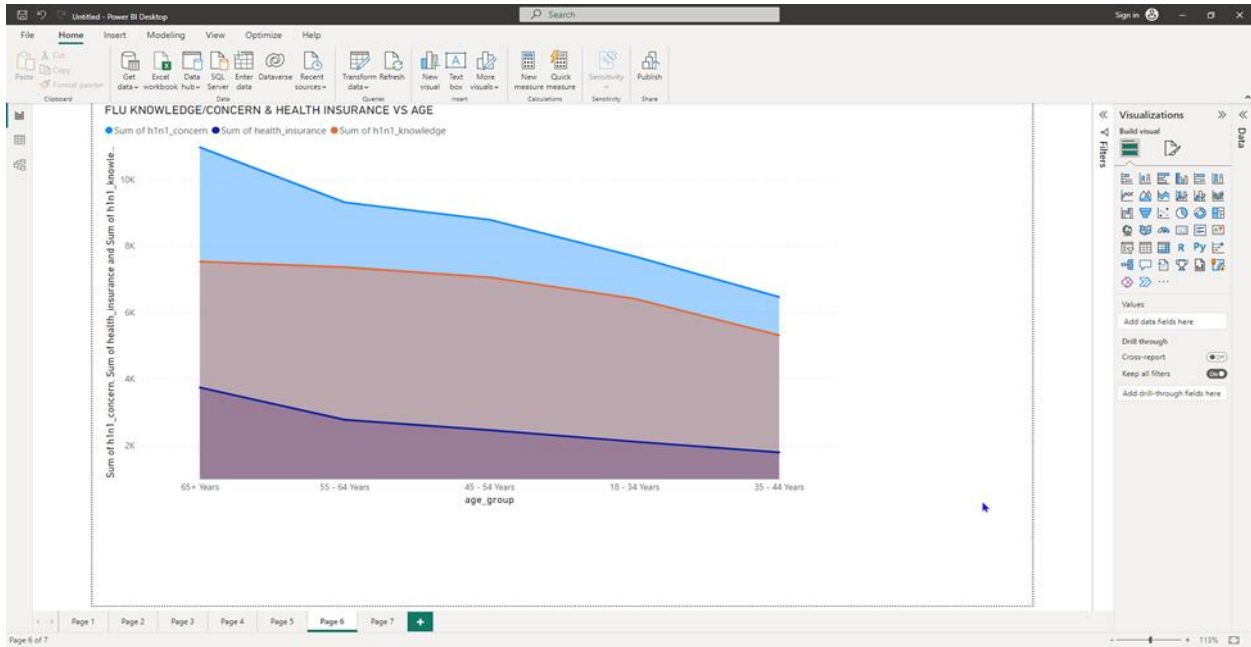 Untitled - Power BI Desktop
Search
Sign in
File Home Insert Modeling View Optimize Help
Paste
Cut
Copy
Format painter
Get data
Excel workbook
Data hub
SQL Server
Enter data
Dataverse
Recent sources
Transform data
Refresh
New visual
Text box
More visuals
New measure
Quick measure
Sensitivity
Publish
Clipboard
Data
Queries
Insert
Calculations
Sensitivity
Share
FLU KNOWLEDGE/CONCERN & HEALTH INSURANCE VS AGE
Sum of h1n1_concern Sum of health_insurance Sum of h1n1_knowledge
Sum of h1n1_concern, Sum of health_insurance and Sum of h1n1_knowle...
10K
8K
6K
4K
2K
65+ Years 55 - 64 Years 45 - 54 Years 18 - 34 Years 35 - 44 Years
age_group
Filters
Visualizations
Build visual
R Py
Values
Add data fields here
Drill through
Cross-report
Off
Keep all filters
On
Add drill-through fields here
Data
Page 1 Page 2 Page 3 Page 4 Page 5 Page 6 Page 7
Page 6 of 7
113%